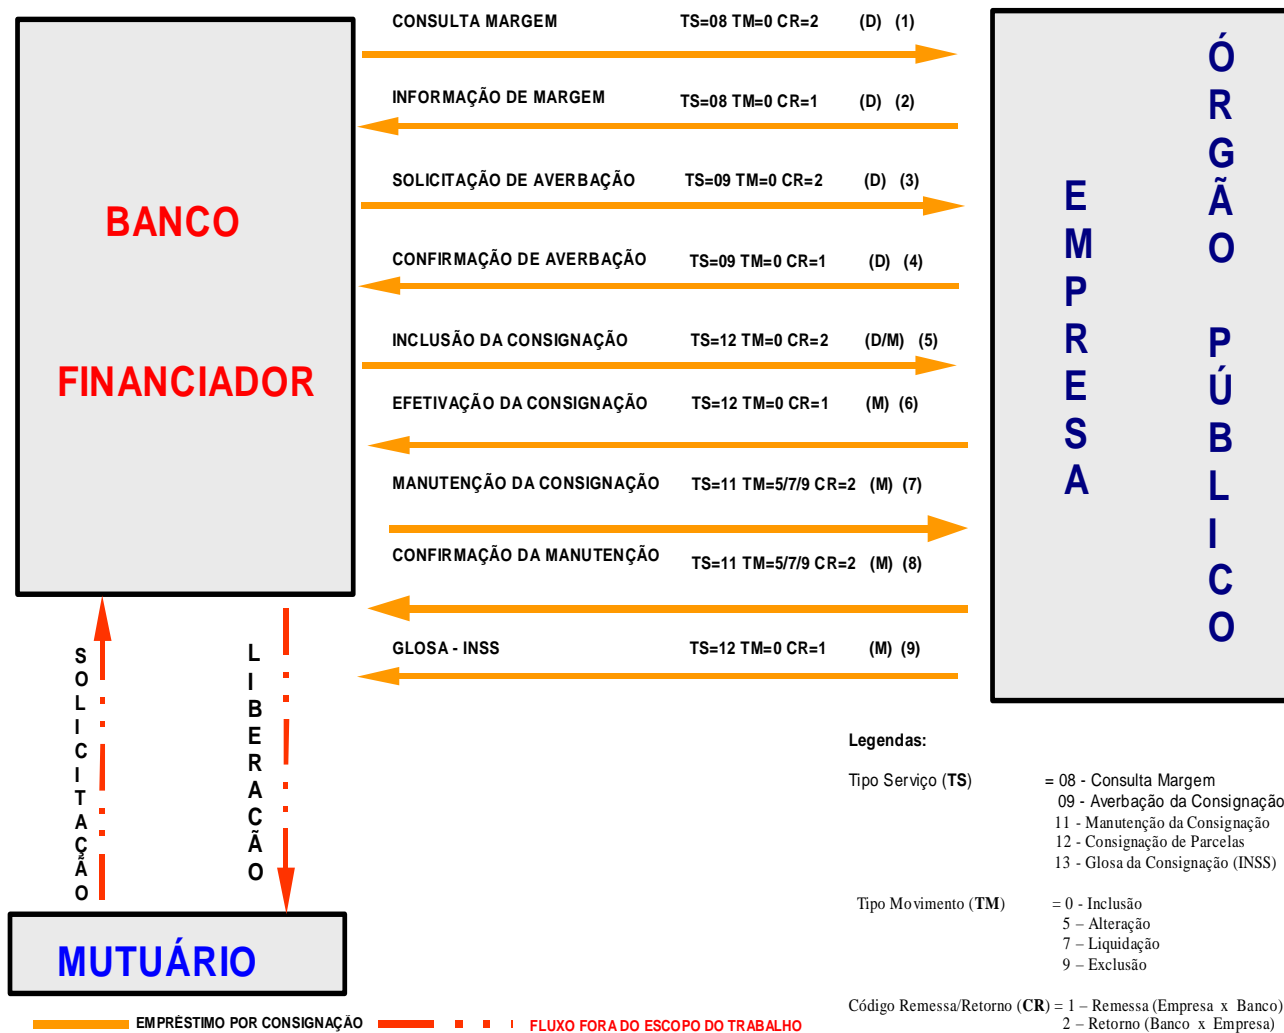 CONSULTA MARGEM TS=08 TM=0 CR=2 (D) (1)
INFORMAÇÃO DE MARGEM TS=08 TM=0 CR=1 (D) (2)
SOLICITAÇÃO DE AVERBAÇÃO TS=09 TM=0 CR=2 (D) (3)
CONFIRMAÇÃO DE AVERBAÇÃO TS=09 TM=0 CR=1 (D) (4)
INCLUSÃO DA CONSIGNAÇÃO TS=12 TM=0 CR=2 (D/M) (5)
EFETIVAÇÃO DA CONSIGNAÇÃO TS=12 TM=0 CR=1 (M) (6)
MANUTENÇÃO DA CONSIGNAÇÃO TS=11 TM=5/7/9 CR=2 (M) (7)
CONFIRMAÇÃO DA MANUTENÇÃO TS=11 TM=5/7/9 CR=2 (M) (8)
GLOSA - INSS TS=12 TM=0 CR=1 (M) (9)
BANCO
FINANCIADOR
EMPRESA
ÓRGÃO PÚBLICO
SOLICITAÇÃO
LIBERACÃO
MUTUÁRIO
Legendas:
Tipo Serviço (TS) = 08 - Consulta Margem
09 - Averbação da Consignação
11 - Manutenção da Consignação
12 - Consignação de Parcelas
13 - Glosa da Consignação (INSS)
Tipo Movimento (TM) = 0 - Inclusão
5 – Alteração
7 – Liquidação
9 – Exclusão
Código Remessa/Retorno (CR) = 1 – Remessa (Empresa x Banco)
2 – Retorno (Banco x Empresa)
EMPRÉSTIMO POR CONSIGNAÇÃO
FLUXO FORA DO ESCOPO DO TRABALHO